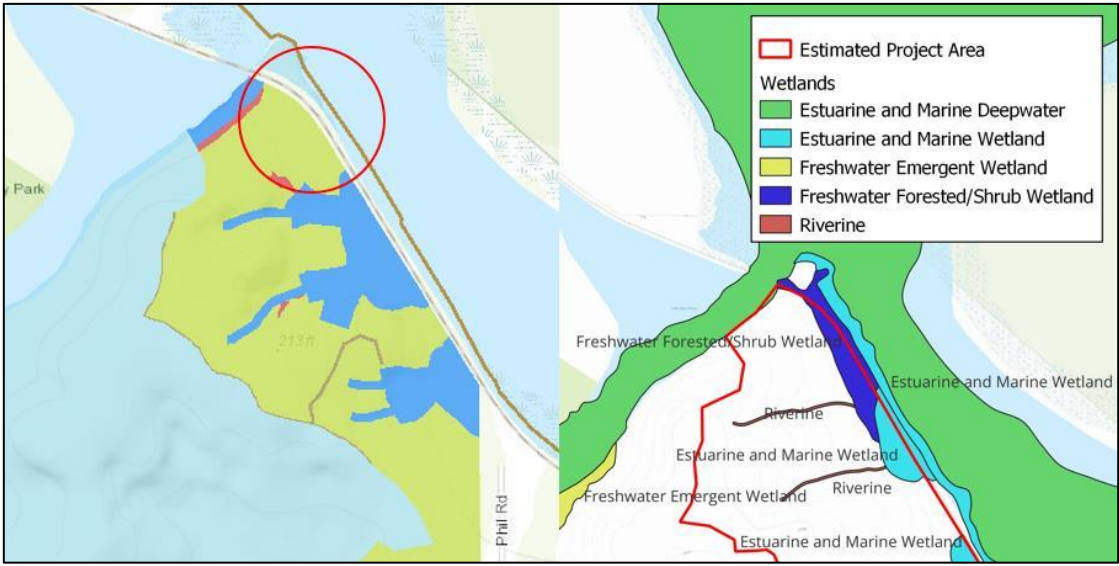 y Park
213 ft
Phil Rd
Estimated Project Area
Wetlands
Estuarine and Marine Deepwater
Estuarine and Marine Wetland
Freshwater Emergent Wetland
Freshwater Forested/Shrub Wetland
Riverine
Freshwater Forested/Shrub Wetland
Estuarine and Marine Wetland
Riverine
Estuarine and Marine Wetland
Riverine
Freshwater Emergent Wetland
Estuarine and Marine Wetland